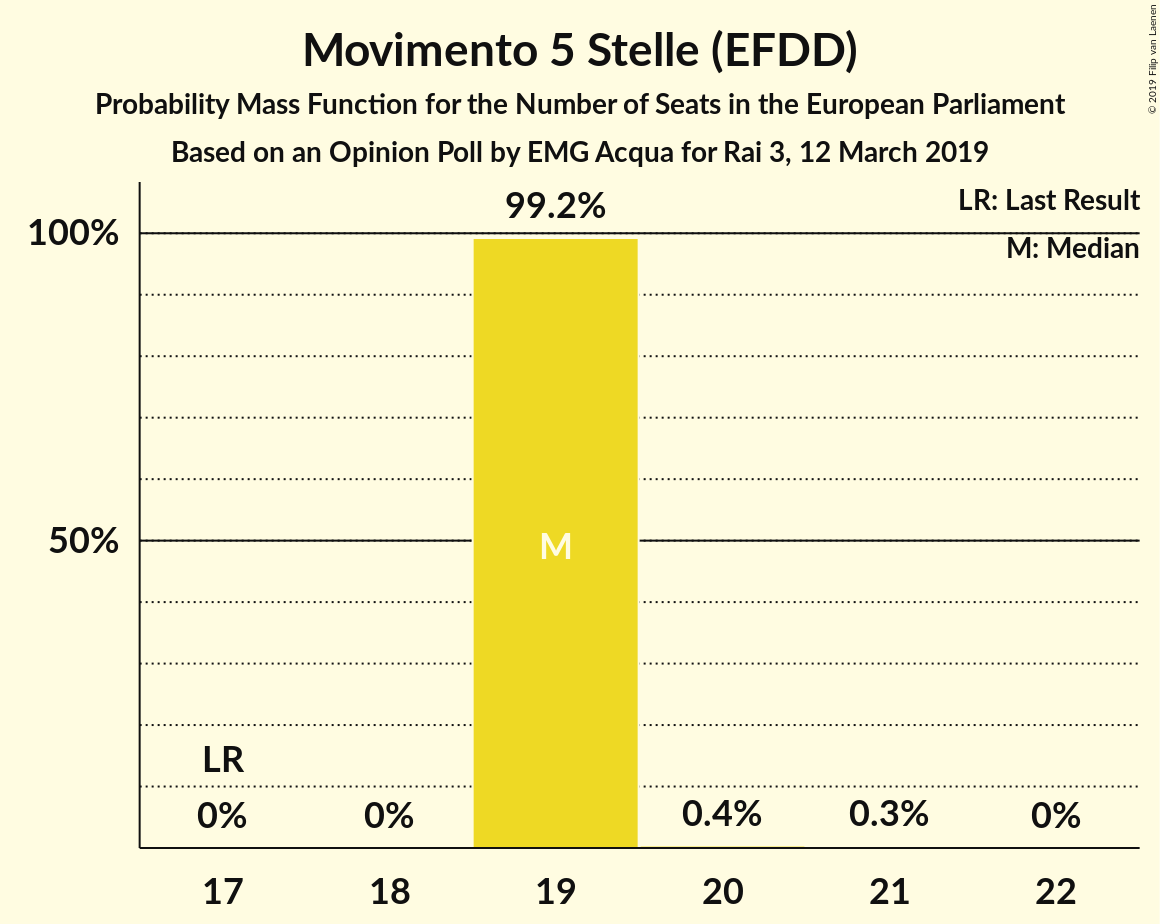 Movimento 5 Stelle (EFDD)
Probability Mass Function for the Number of Seats in the European Parliament
Based on an Opinion Poll by EMG Acqua for Rai 3, 12 March 2019
© 2019 Filip van Laenen
LR: Last Result
M: Median
99.2%
100%
50%
M
LR
0%
0%
0.4%
0.3%
0%
17
18
19
20
21
22